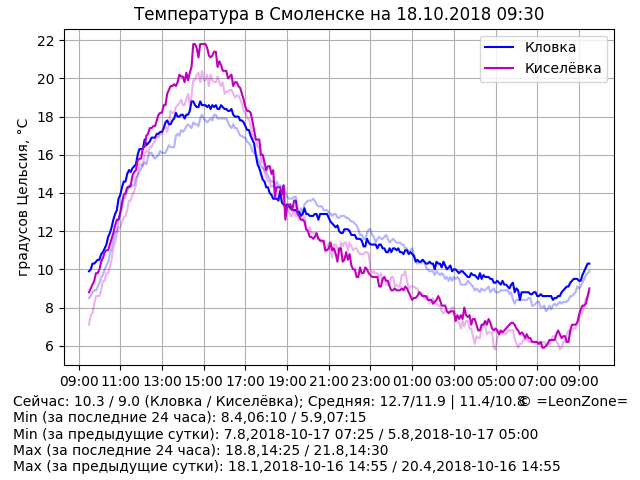 Температура в Смоленске на 18.10.2018 09:30
градусов Цельсия, °C
22
20
18
16
14
12
10
8
6
Кловка
Киселёвка
09:00 11:00 13:00 15:00 17:00 19:00 21:00 23:00 01:00 03:00 05:00 07:00 09:00
Сейчас: 10.3 / 9.0 (Кловка / Киселёвка); Средняя: 12.7/11.9 | 11.4/10.8 © =LeonZone=
Min (за последние 24 часа): 8.4,06:10 / 5.9,07:15
Min (за предыдущие сутки): 7.8,2018-10-17 07:25 / 5.8,2018-10-17 05:00
Max (за последние 24 часа): 18.8,14:25 / 21.8,14:30
Max (за предыдущие сутки): 18.1,2018-10-16 14:55 / 20.4,2018-10-16 14:55